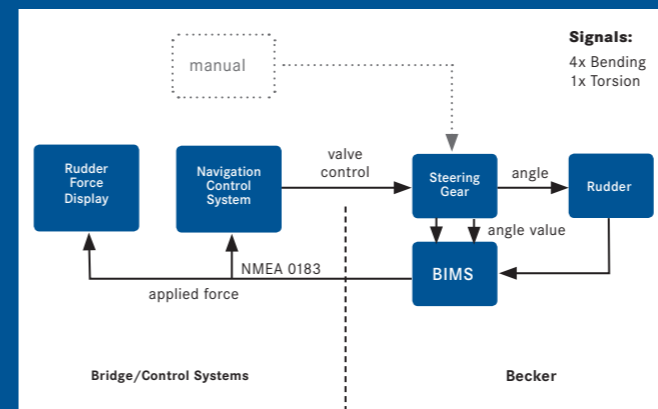 Signals:
4x Bending
1x Torsion
manual
Rudder
Force
Display
Navigation
Control
System
valve
control
Steering
Gear
angle
Rudder
angle value
BIMS
NMEA 0183
applied force
Bridge/Control Systems
Becker